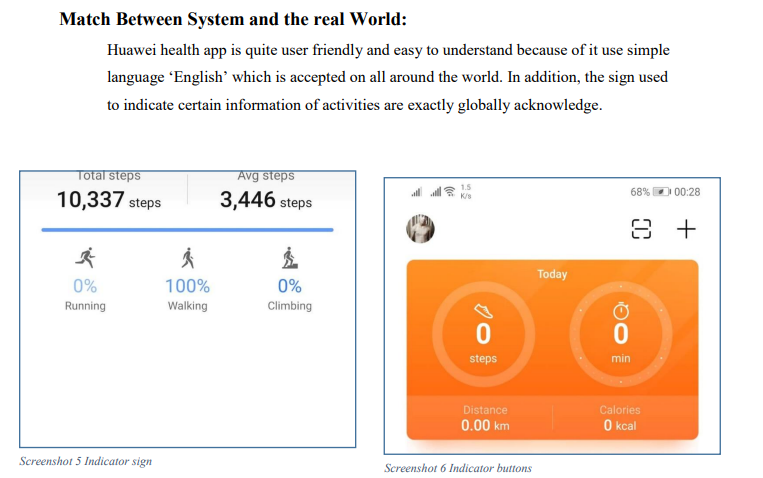 Match Between System and the real World:
Huawei health app is quite user friendly and easy to understand because of it use simple
language ‘English’ which is accepted on all around the world. In addition, the sign used
to indicate certain information of activities are exactly globally acknowledge.
Total steps Avg steps
10,337 steps 3,446 steps
0% 100% 0%
Running Walking Climbing
Screenshot 5 Indicator sign
1.5 K/s 68% 00:28
Today
0 0
steps min
Distance Calories
0.00 km 0 kcal
Screenshot 6 Indicator buttons